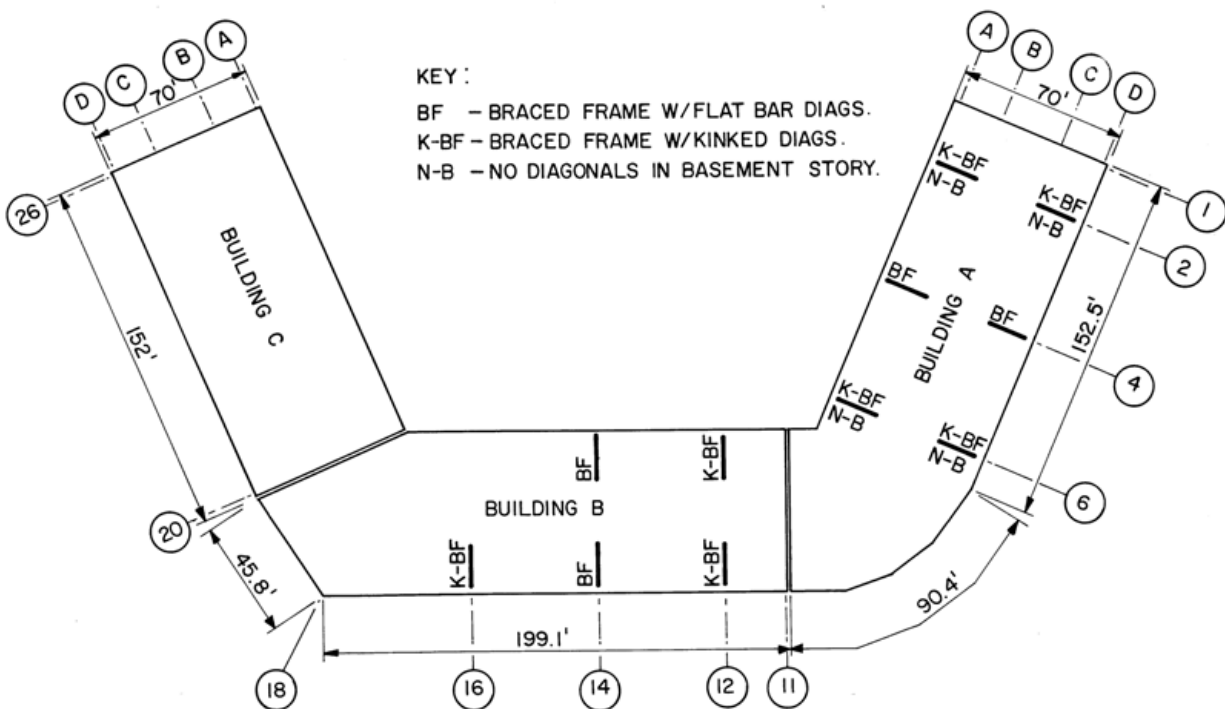 KEY:
BF – BRACED FRAME W/FLAT BAR DIAGS.
K-BF – BRACED FRAME W/KINKED DIAGS.
N-B – NO DIAGONALS IN BASEMENT STORY.
D
C
B
A
70'
26
152'
BUILDING C
20
45.8'
18
A
B
C
D
70'
K-BF
N-B
K-BF
N-B
1
2
BF
BF
BUILDING A
152.5'
4
K-BF
N-B
K-BF
N-B
6
90.4'
BF
K-BF
BUILDING B
K-BF
BF
K-BF
199.1'
16
14
12
11